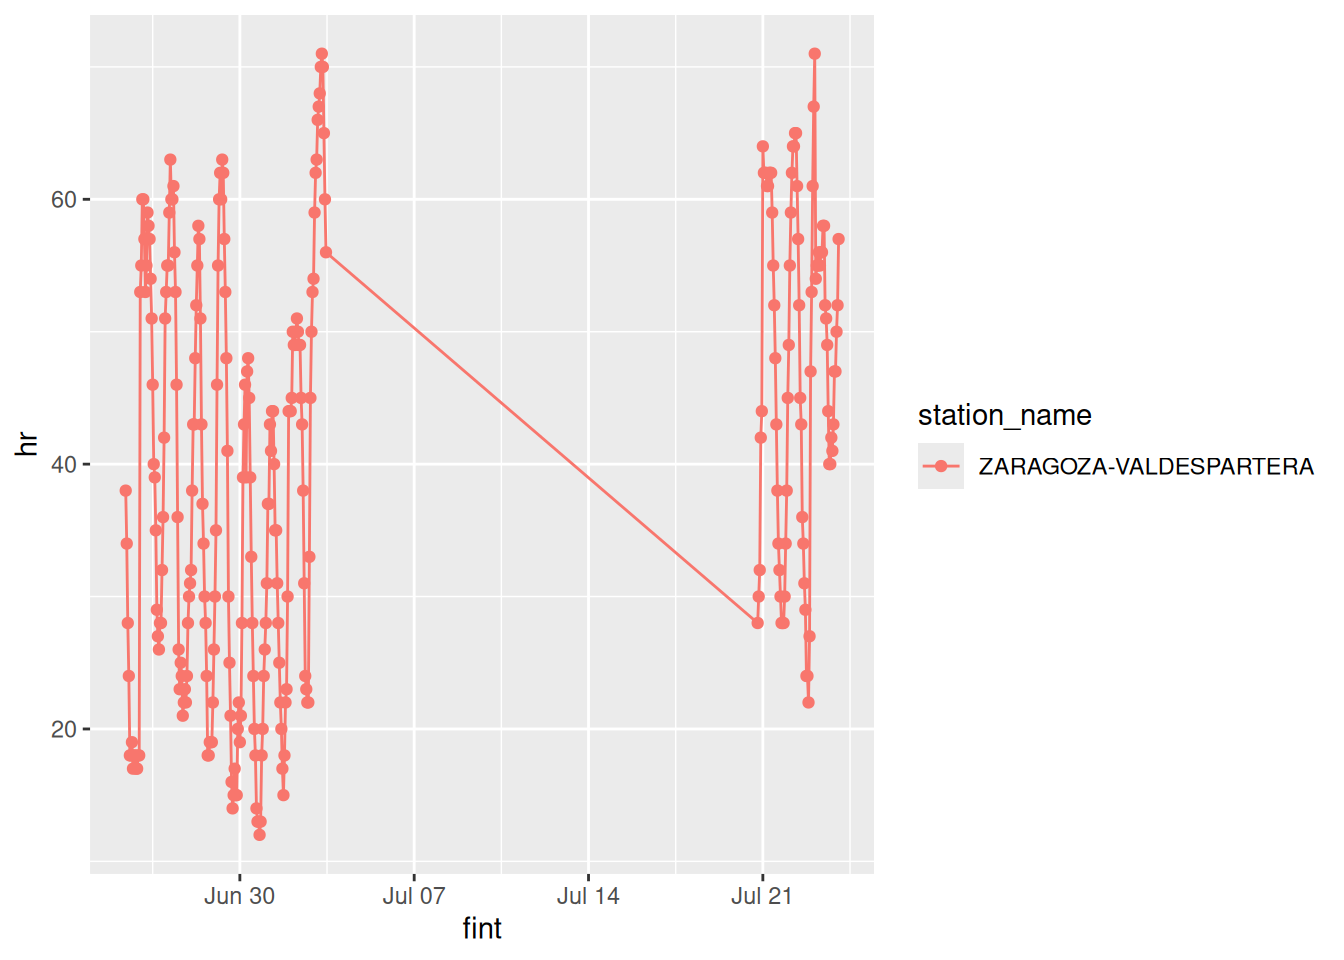 60
40
20
hr
Jun 30
Jul 07
Jul 14
Jul 21
fint
station_name
ZARAGOZA-VALDESPARTERA